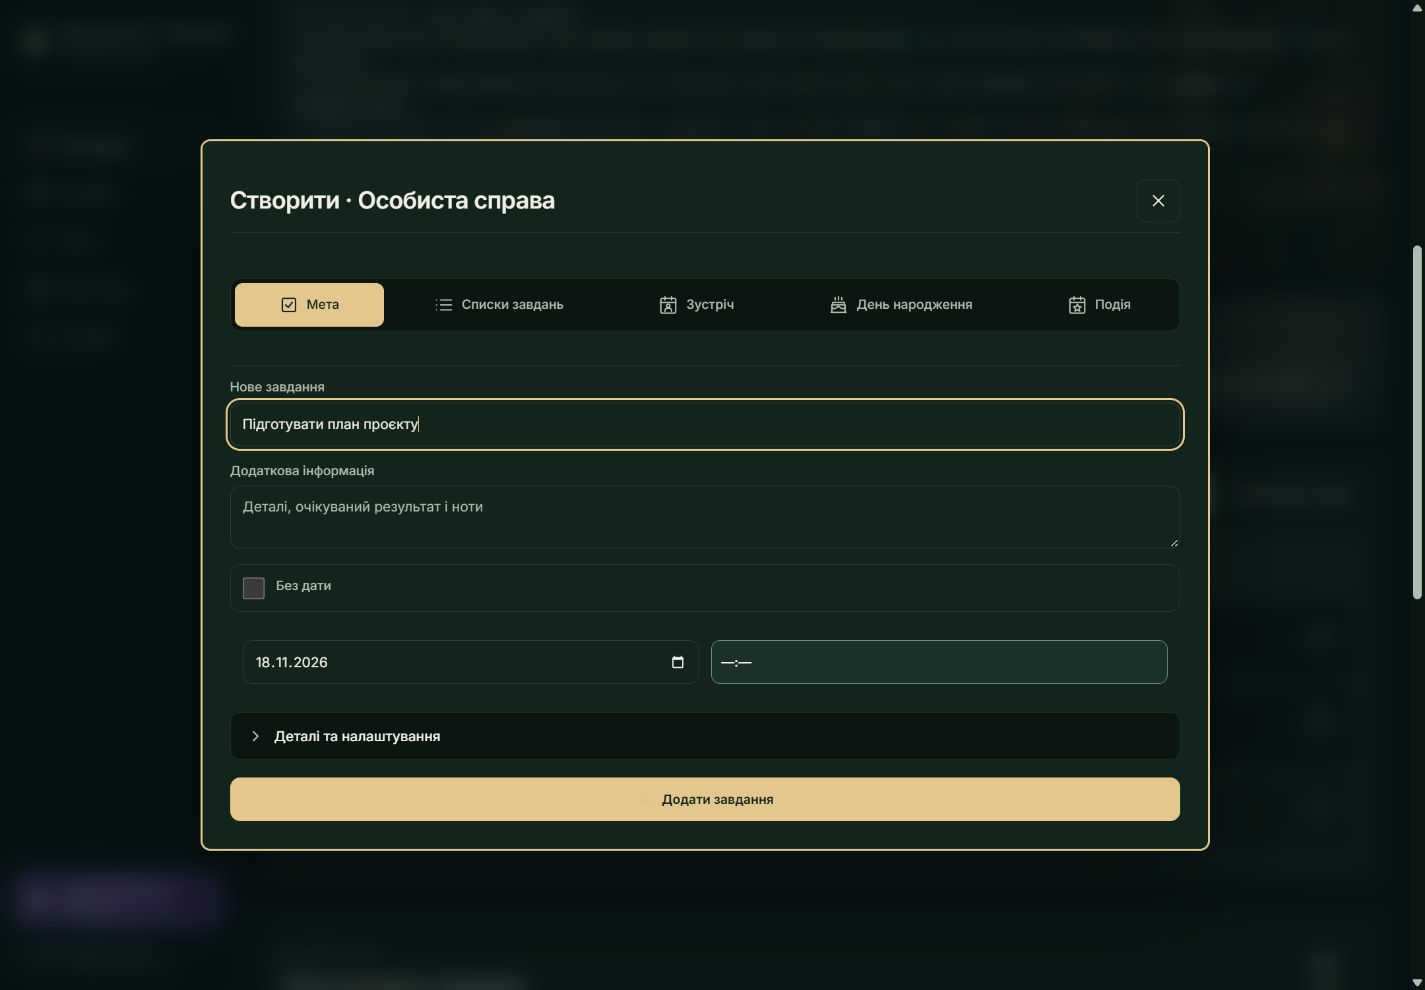 Створити · Особиста справа
Мета
Списки завдань
Зустріч
День народження
Подія
Нове завдання
Підготувати план проєкту
Додаткова інформація
Деталі, очікуваний результат і ноти
Без дати
18.11.2026
—:—
Деталі та налаштування
Додати завдання